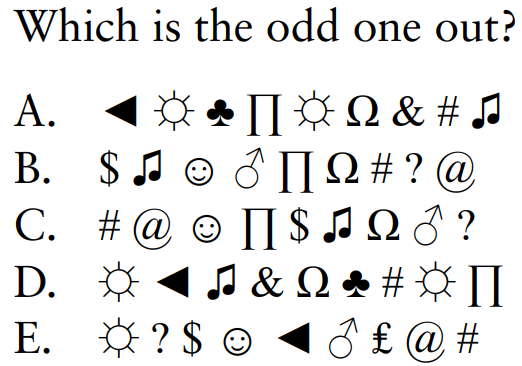 Which is the odd one out?
A. ◄ ☼ ♣ ∏ ☼ Ω & # ♫
B. $ ♫ ☺ ♂ ∏ Ω # ? @
C. # @ ☺ ∏ $ ♫ Ω ♂ ?
D. ☼ ◄ ♫ & Ω ♣ # ☼ ∏
E. ☼ ? $ ☺ ◄ ♂ £ @ #